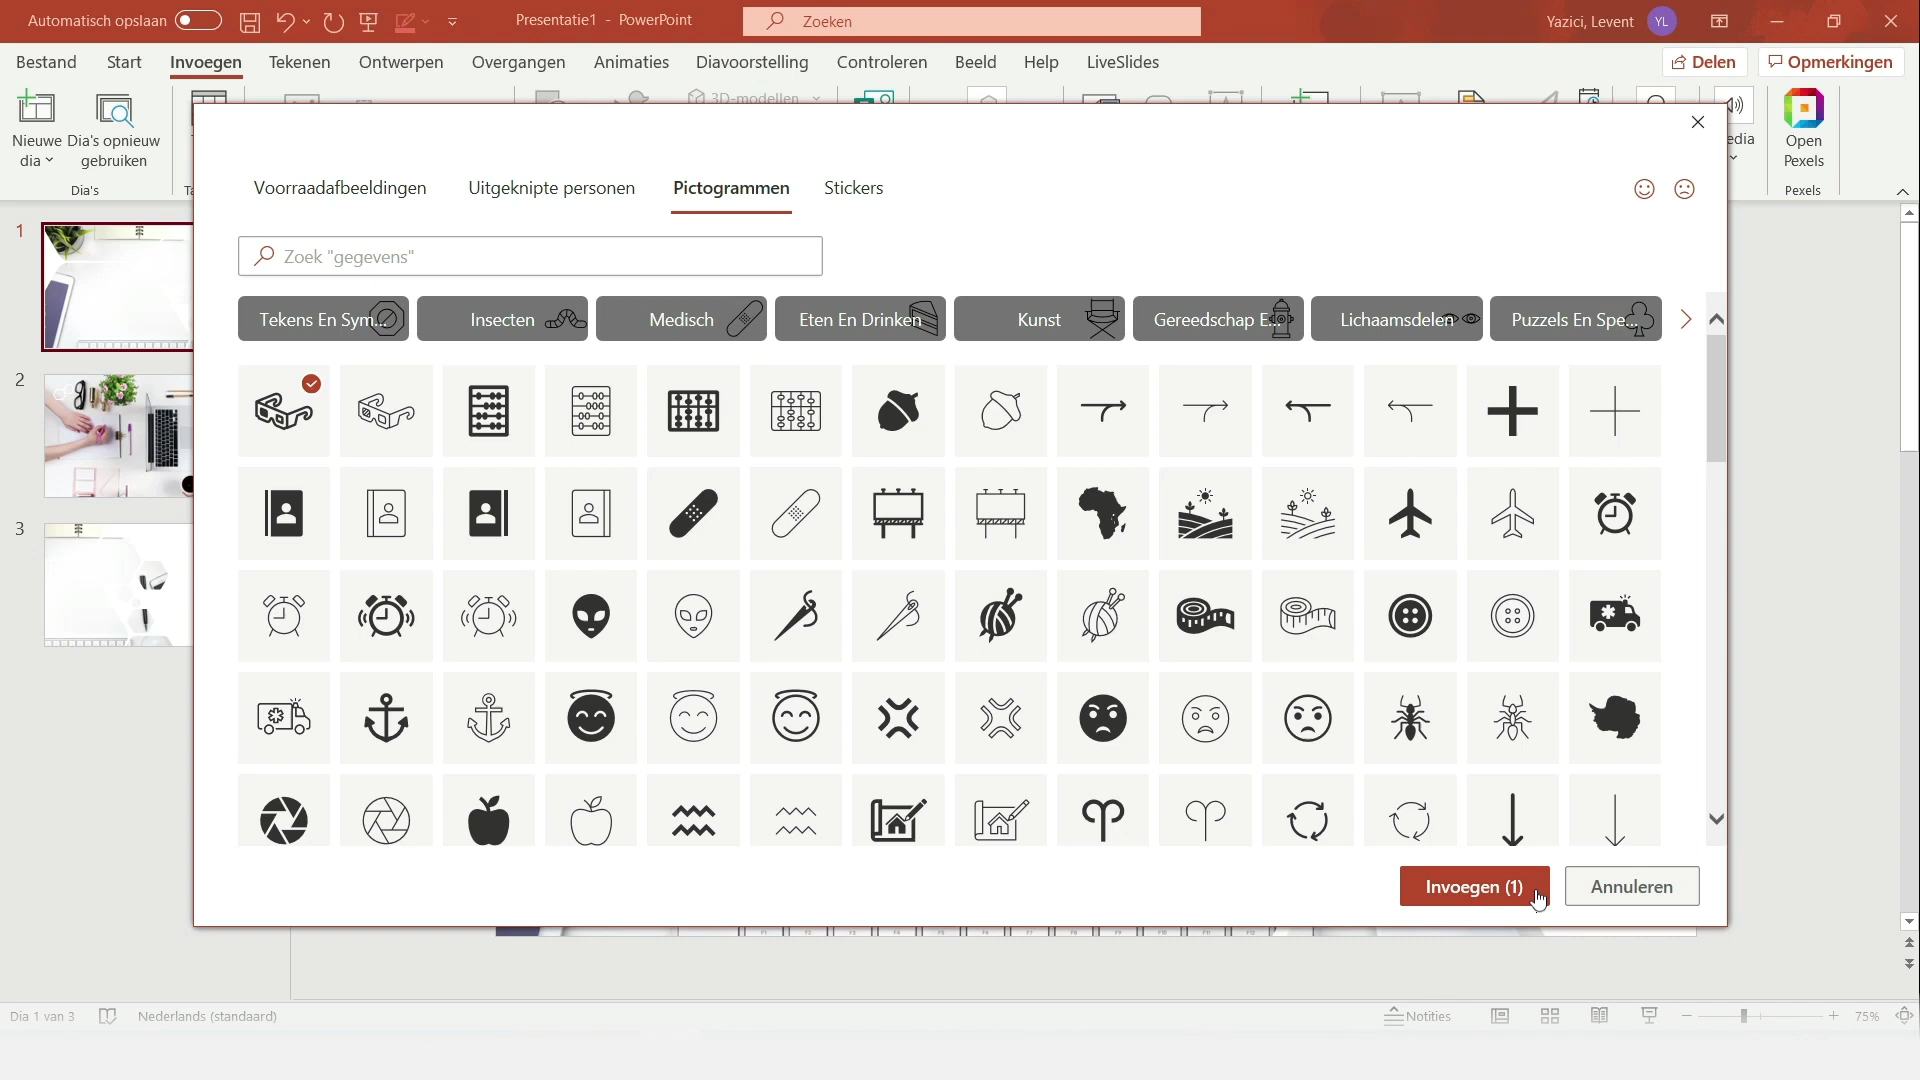 Automatisch opslaan
Presentatie1 - PowerPoint
Zoeken
Yazici, Levent
YL
Bestand Start Invoegen Tekenen Ontwerpen Overgangen Animaties Diavoorstelling Controleren Beeld Help LiveSlides
Delen
Opmerkingen
3D-modellen
Nieuwe
dia
Dia's opnieuw
gebruiken
Dia's
edia
Open
Pexels
Pexels
Voorraadafbeeldingen Uitgeknipte personen Pictogrammen Stickers
Zoek "gegevens"
Tekens En Sym... Insecten Medisch Eten En Drinken Kunst Gereedschap E... Lichaamsdelen Puzzels En Spe...
1
2
3
Invoegen (1)
Annuleren
Dia 1 van 3
Nederlands (standaard)
Notities
75%